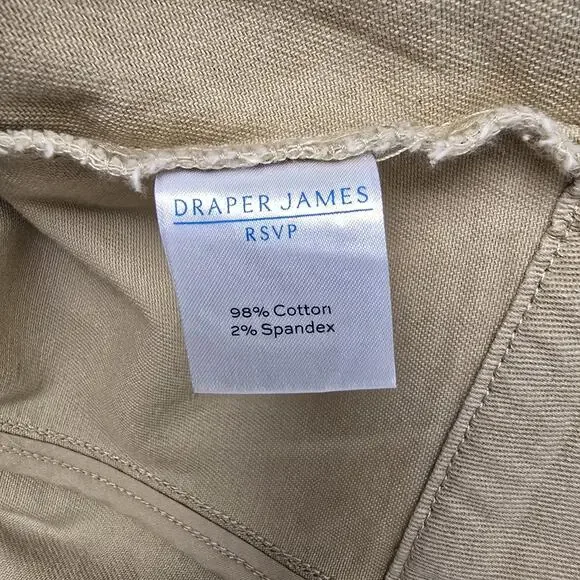 DRAPER JAMES
RSVP
98% Cotton
2% Spandex